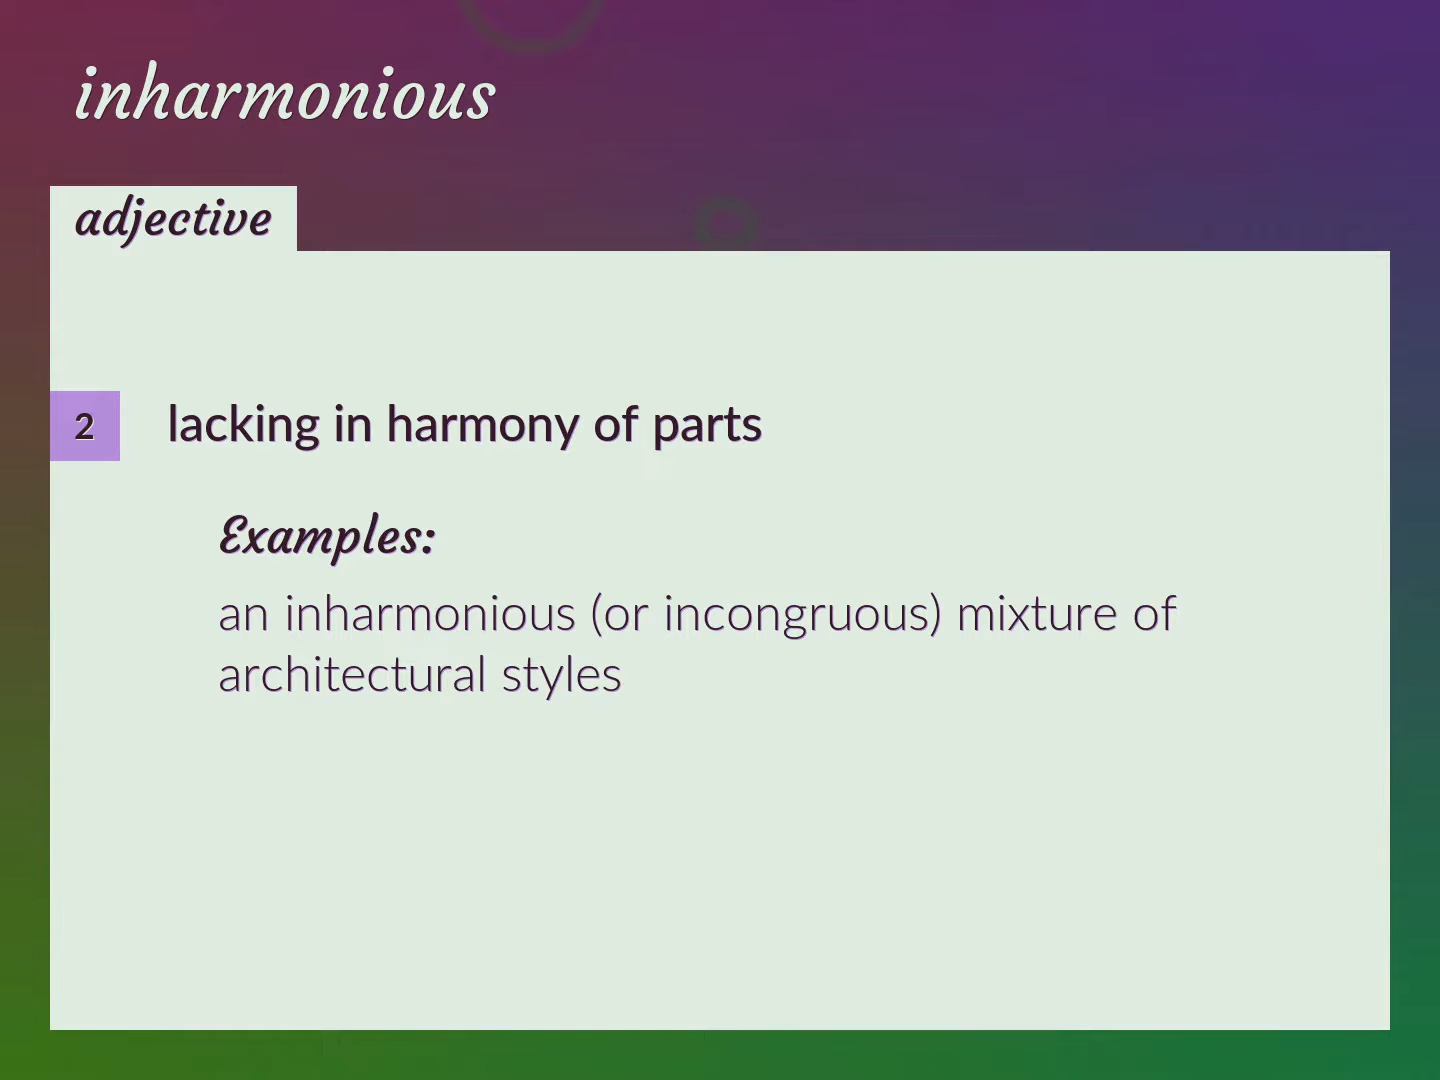 inharmonious
adjective
2 lacking in harmony of parts
Examples:
an inharmonious (or incongruous) mixture of
architectural styles